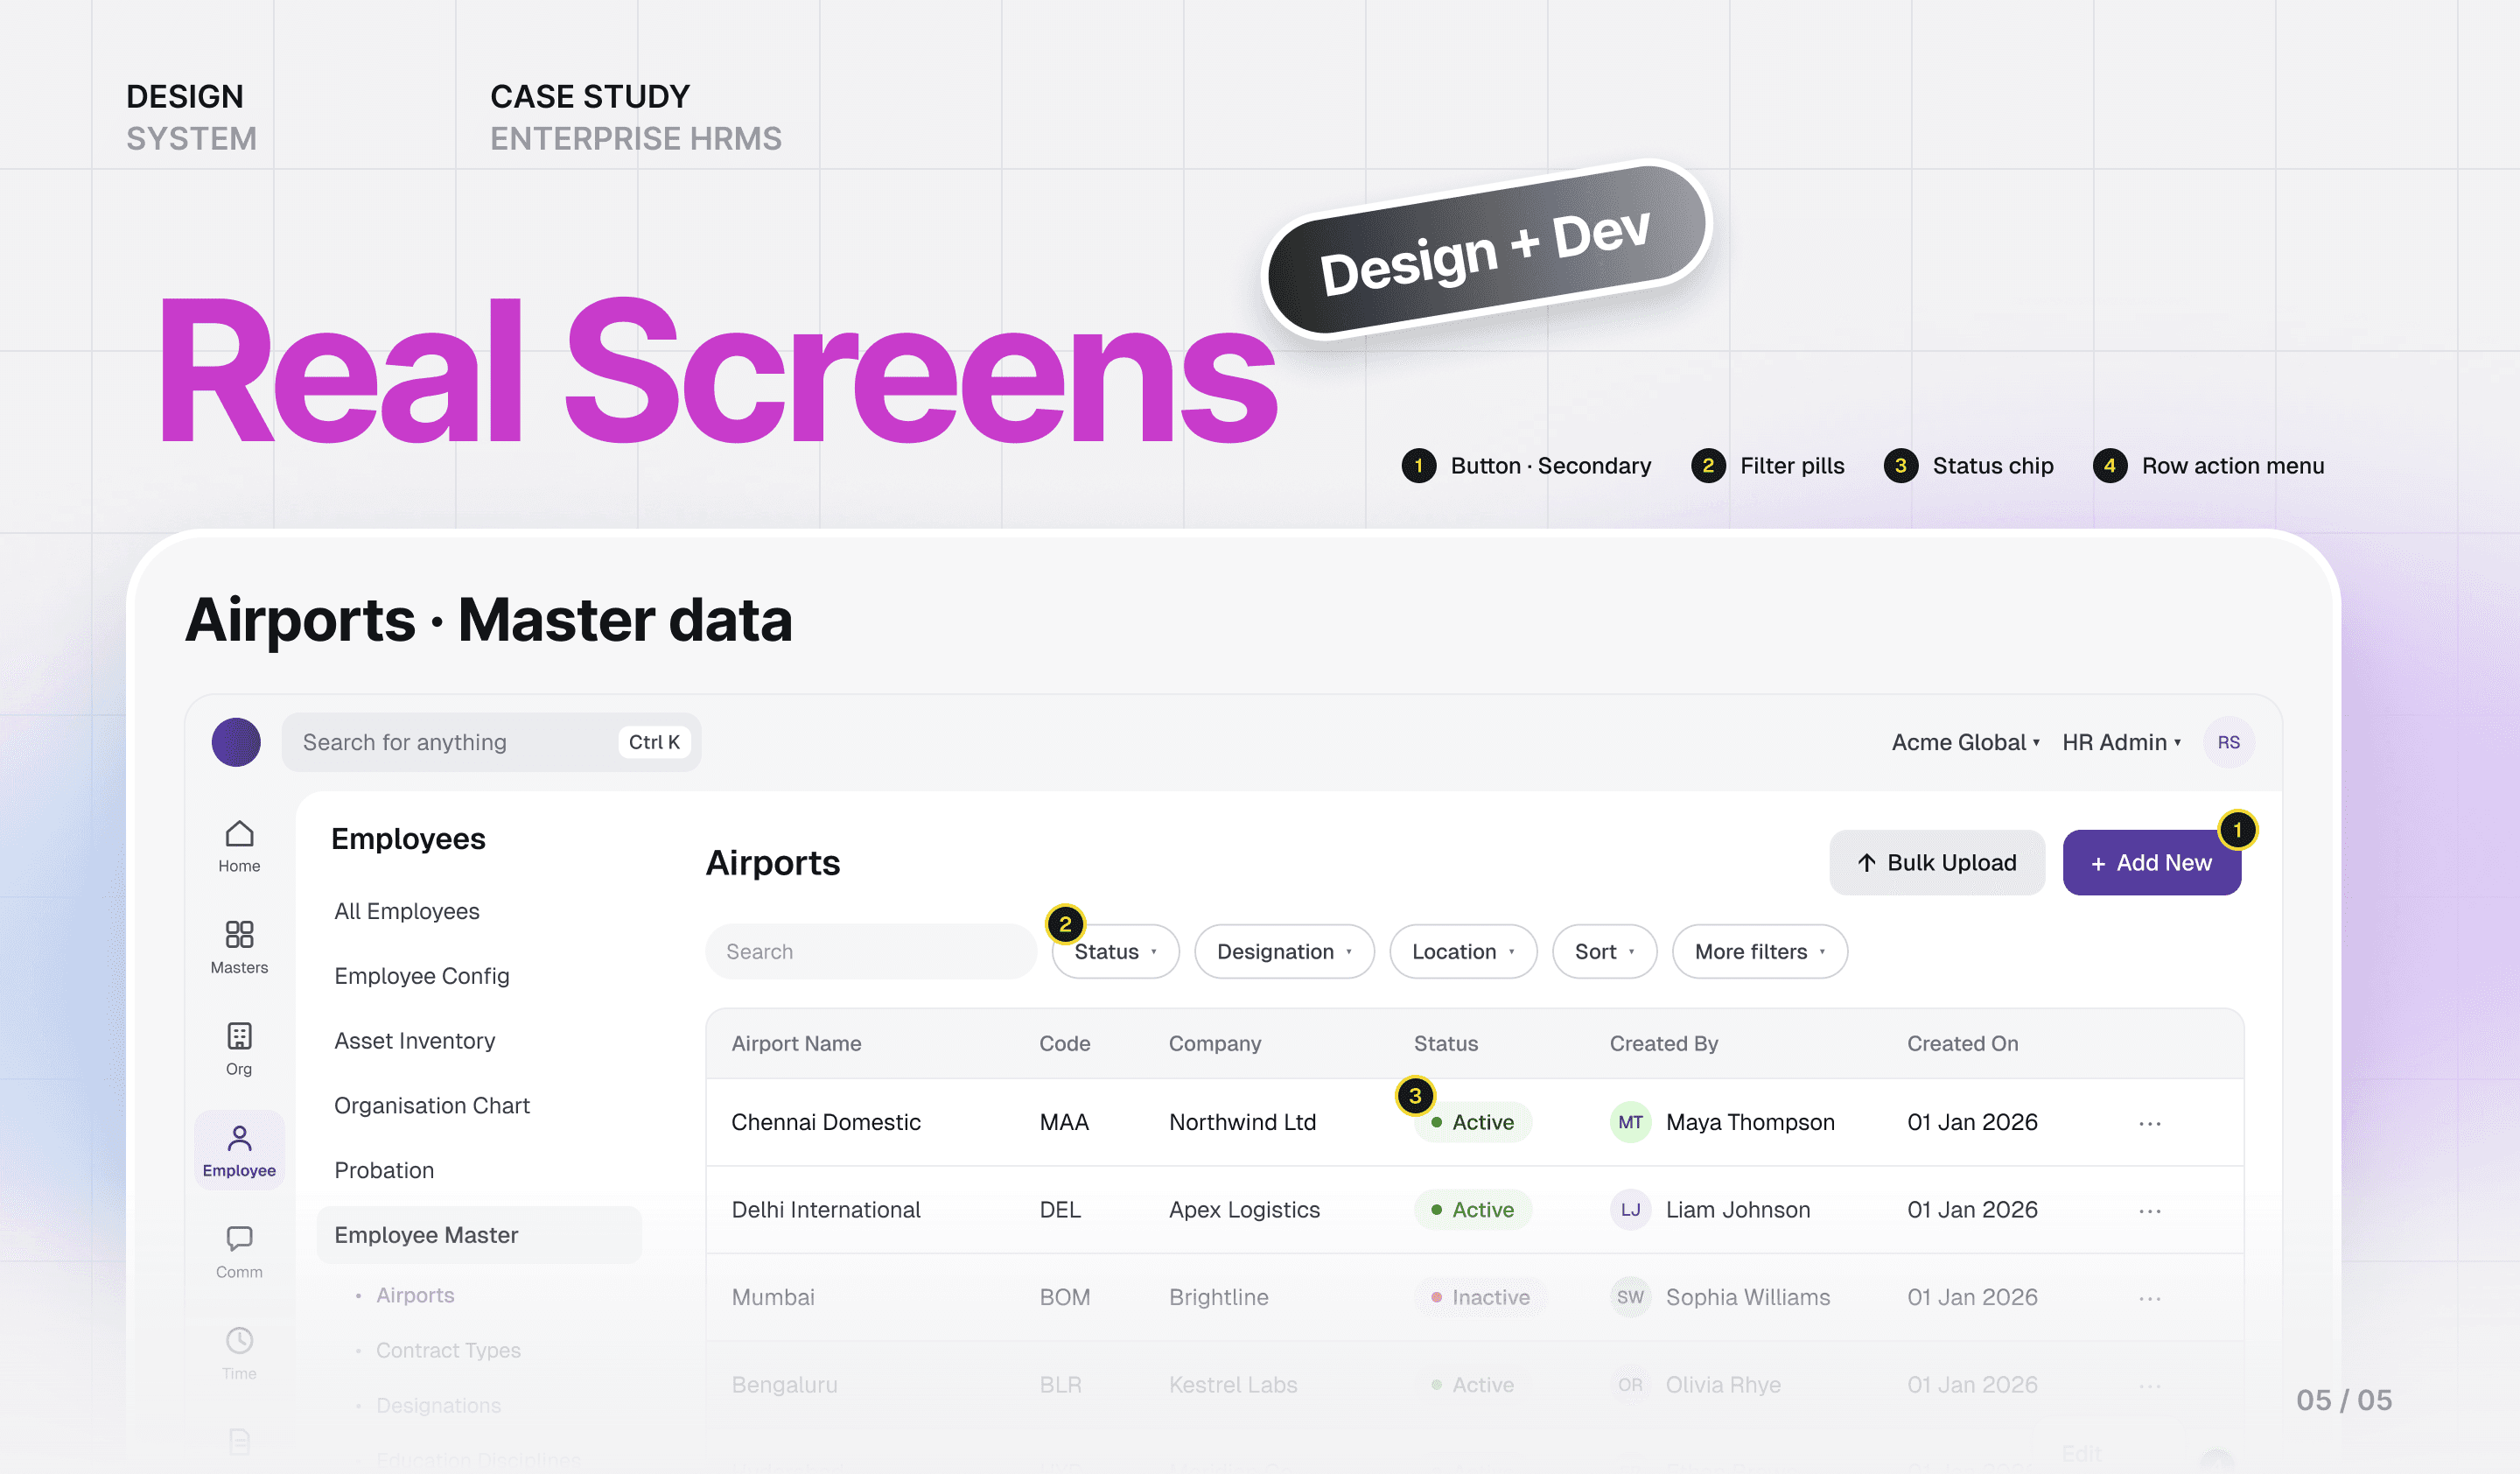 DESIGN
SYSTEM
CASE STUDY
ENTERPRISE HRMS
Design + Dev
Real Screens
1 Button · Secondary
2 Filter pills
3 Status chip
4 Row action menu
Airports · Master data
Search for anything Ctrl K
Acme Global ▾ HR Admin ▾ RS
Home
Masters
Org
Employee
Comm
Time
Employees
All Employees
Employee Config
Asset Inventory
Organisation Chart
Probation
Employee Master
• Airports
• Contract Types
• Designations
• Education Disciplines
Airports
↑ Bulk Upload
+ Add New
1
Search
2
Status ▾ Designation ▾ Location ▾ Sort ▾ More filters ▾
Airport Name Code Company Status Created By Created On
3
Chennai Domestic MAA Northwind Ltd Active MT Maya Thompson 01 Jan 2026 ...
Delhi International DEL Apex Logistics Active LJ Liam Johnson 01 Jan 2026 ...
Mumbai BOM Brightline Inactive SW Sophia Williams 01 Jan 2026 ...
Bengaluru BLR Kestrel Labs Active OR Olivia Rhye 01 Jan 2026 ...
Edit
05 / 05